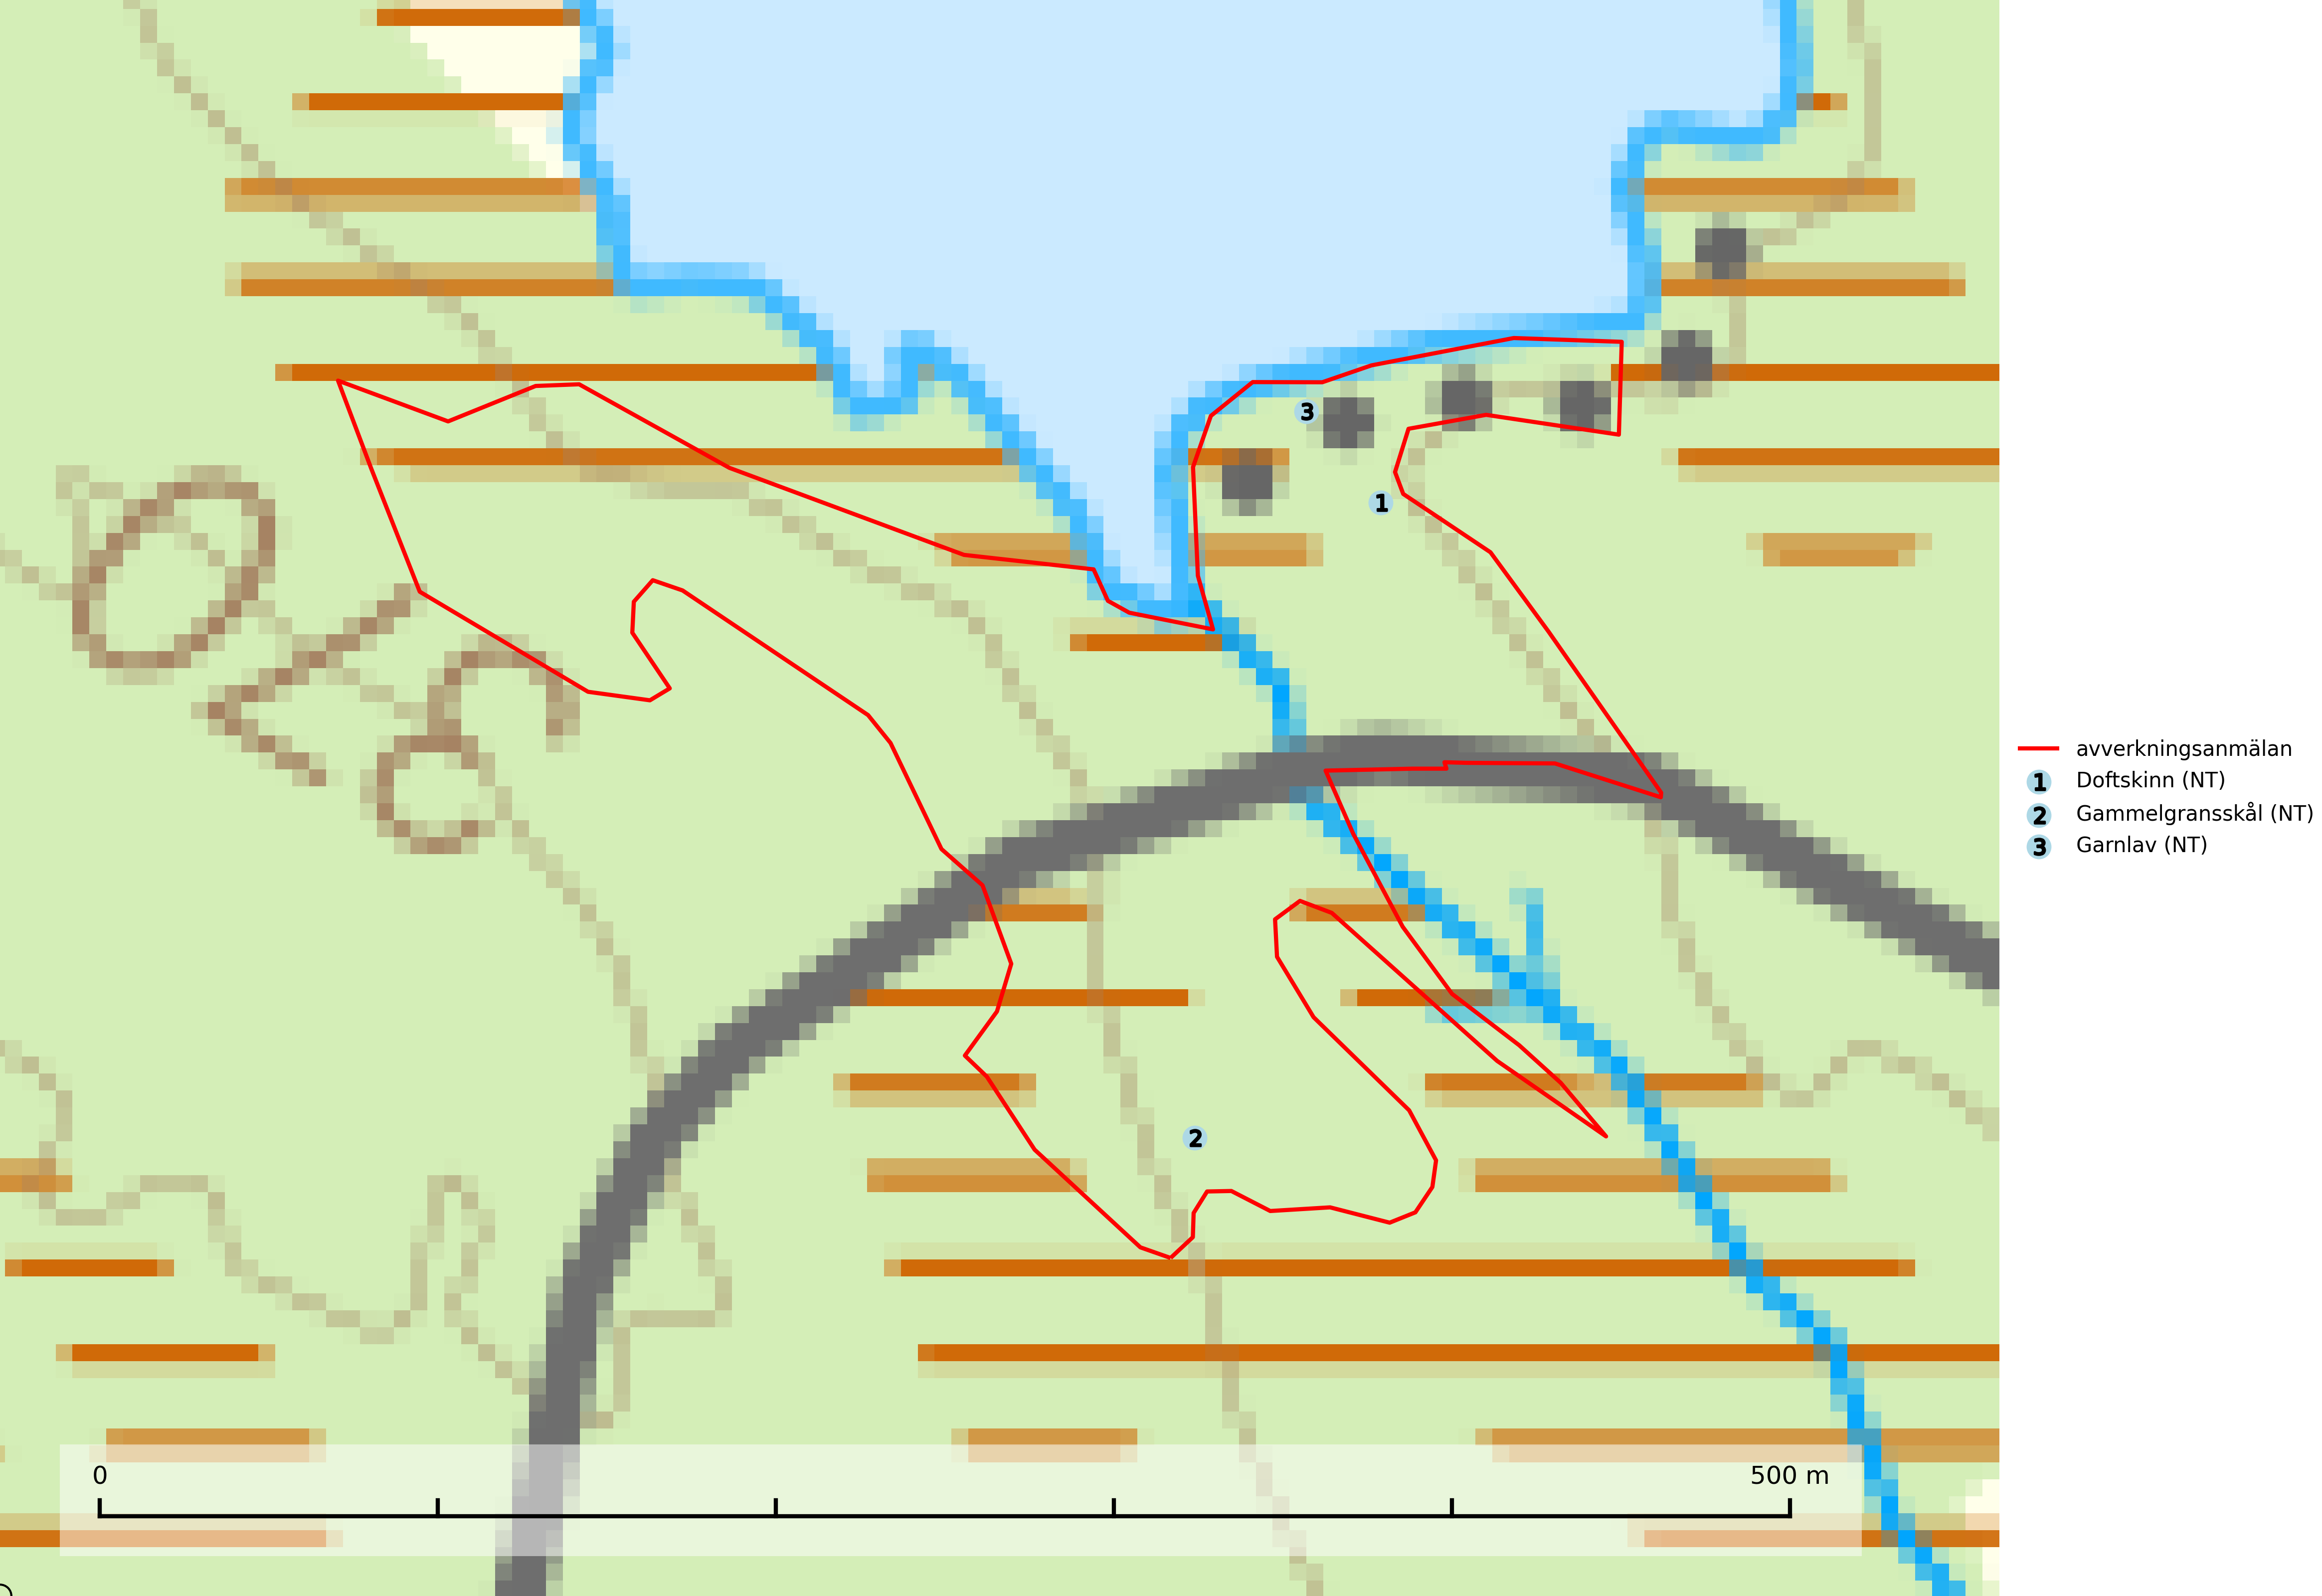 3
1
2
avverkningsanmälan
1 Doftskinn (NT)
2 Gammelgransskål (NT)
3 Garnlav (NT)
0 500 m